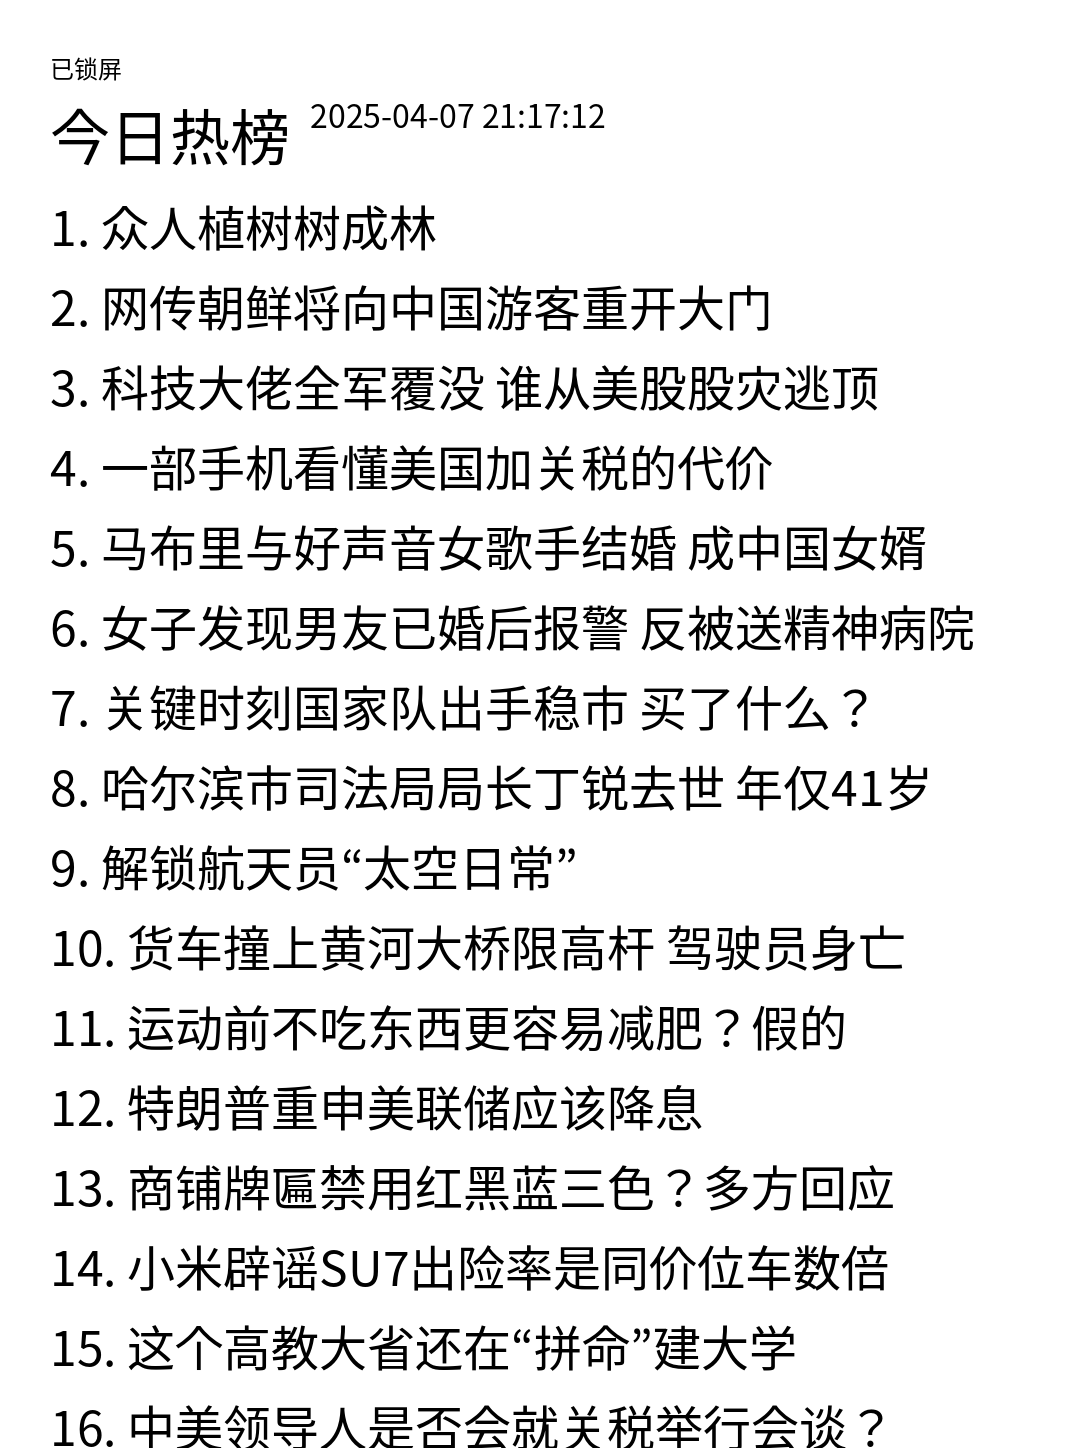 已锁屏
今日热榜 2025-04-07 21:17:12
1. 众人植树树成林
2. 网传朝鲜将向中国游客重开大门
3. 科技大佬全军覆没 谁从美股股灾逃顶
4. 一部手机看懂美国加关税的代价
5. 马布里与好声音女歌手结婚 成中国女婿
6. 女子发现男友已婚后报警 反被送精神病院
7. 关键时刻国家队出手稳市 买了什么？
8. 哈尔滨市司法局局长丁锐去世 年仅41岁
9. 解锁航天员“太空日常”
10. 货车撞上黄河大桥限高杆 驾驶员身亡
11. 运动前不吃东西更容易减肥？假的
12. 特朗普重申美联储应该降息
13. 商铺牌匾禁用红黑蓝三色？多方回应
14. 小米辟谣SU7出险率是同价位车数倍
15. 这个高教大省还在“拼命”建大学
16. 中美领导人是否会就关税举行会谈？